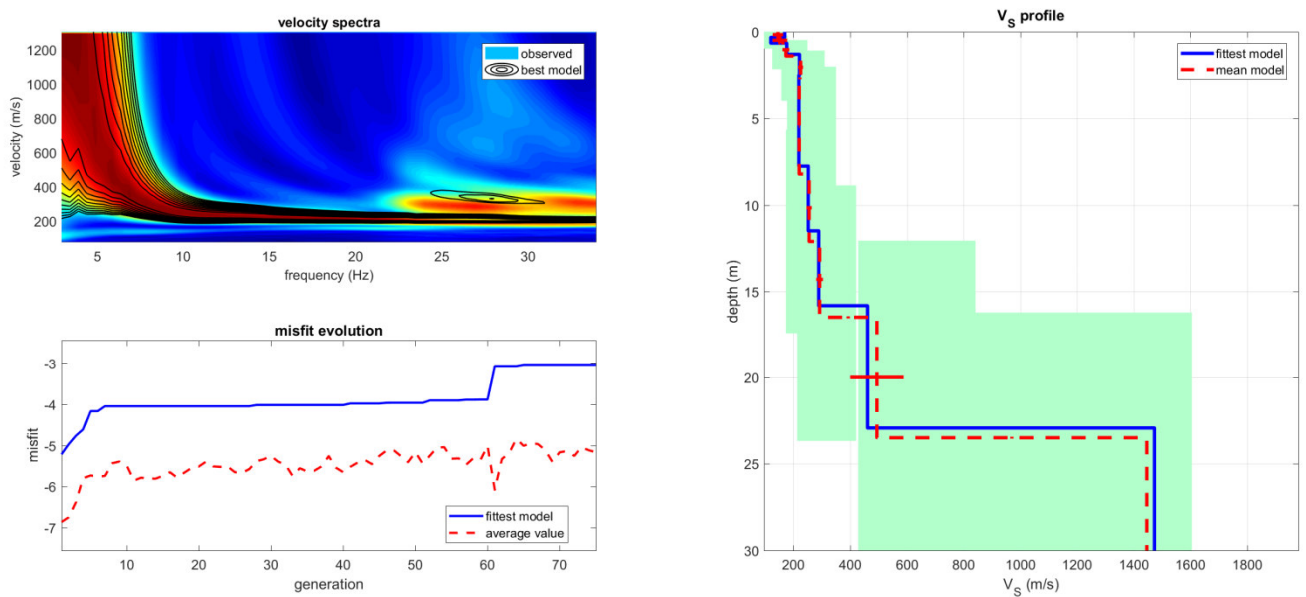 velocity spectra
1200
1000
800
600
400
200
velocity (m/s)
observed
best model
5 10 15 20 25 30
frequency (Hz)
misfit evolution
-3
-4
-5
-6
-7
misfit
fittest model
average value
10 20 30 40 50 60 70
generation
V_S profile
0
5
10
15
20
25
30
depth (m)
fittest model
mean model
200 400 600 800 1000 1200 1400 1600 1800
V_S (m/s)